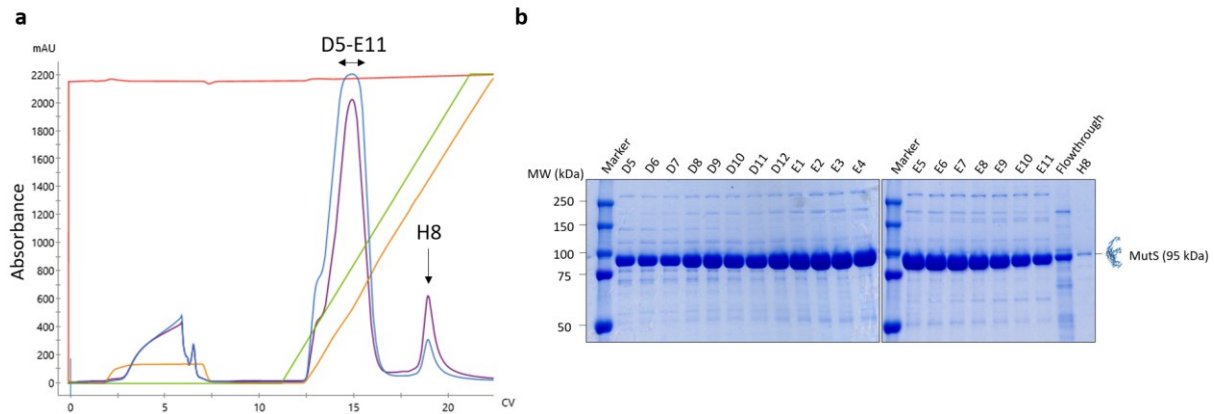 a
mAU
D5-E11
2200
2000
1800
1600
1400
1200
1000
800
600
400
200
0
Absorbance
H8
0
5
10
15
20
CV
b
MW (kDa)
Marker
D5
D6
D7
D8
D9
D10
D11
D12
E1
E2
E3
E4
Marker
E5
E6
E7
E8
E9
E10
E11
Flowthrough
H8
250
150
100
75
50
MutS (95 kDa)